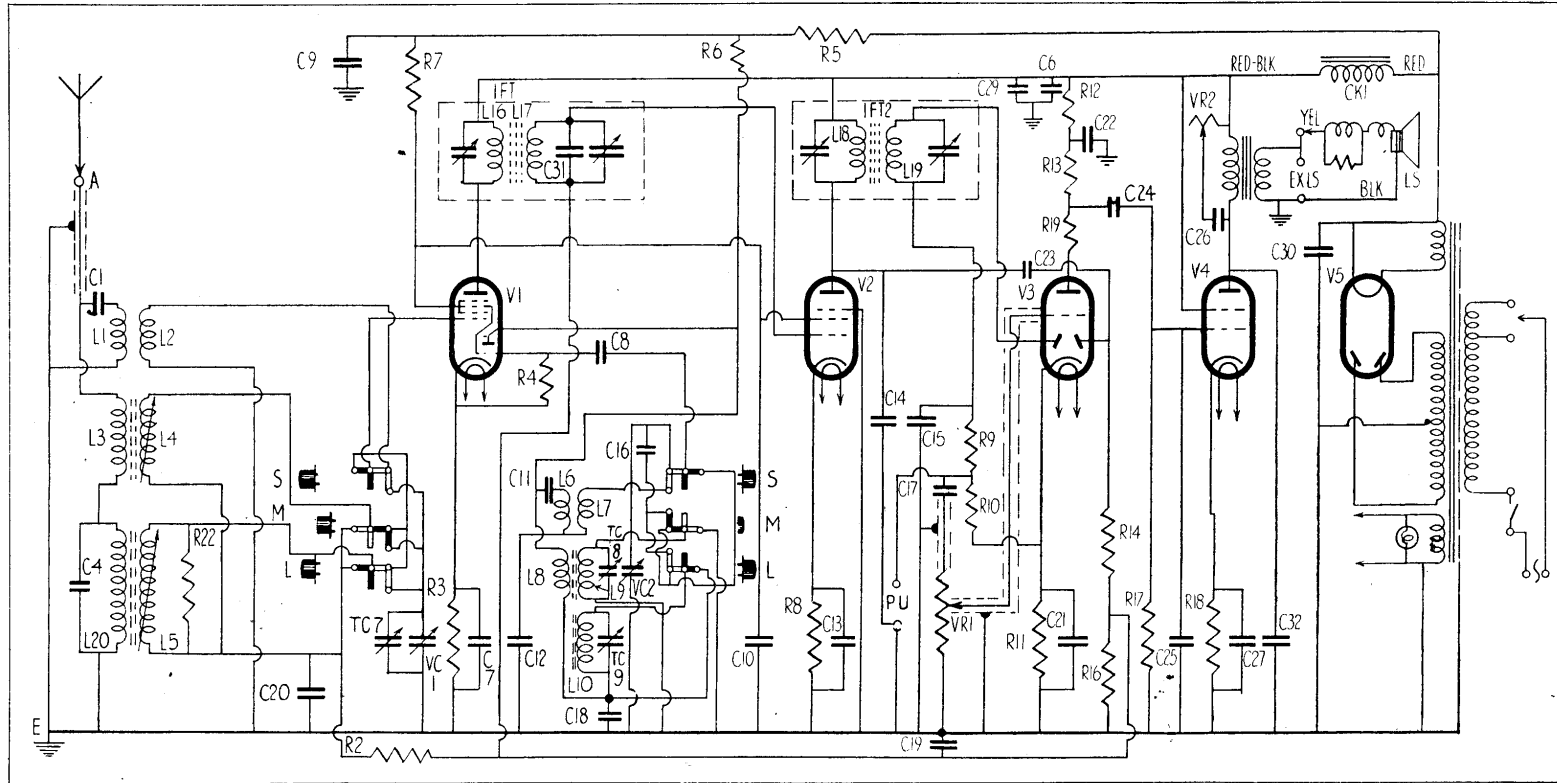 C9
R7
R6
R5
C6
C29
R12
RED-BLK
RED
CK1
IFT
L16 L17
IFT2
VR2
YEL
L18
C22
C31
L19
R13
EXLS
LS
BLK
A
C24
R19
C26
C30
C1
V1
C23
V2
V3
V4
V5
L1
L2
C8
R4
L3
L4
C14
C15
R9
C16
S
C11
L6
L7
S
C17
R10
M
M
R22
TC
8
R14
C4
L
L8
L9
VC2
L
R3
PU
TC7
R8
VR1
R17
R18
L20
L5
VC
1
C
7
C12
TC
9
C10
C13
R11
C21
C32
L10
C25
C27
R16
C20
C18
S
E
R2
C19